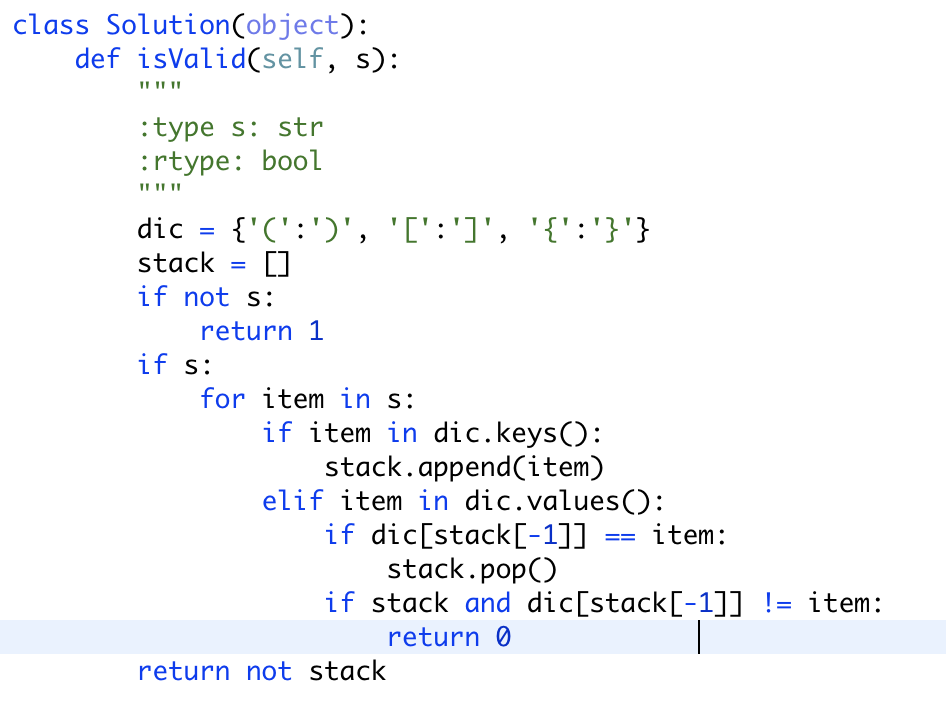 class Solution(object):
    def isValid(self, s):
        """
        :type s: str
        :rtype: bool
        """
        dic = {'(':')', '[':']', '{':'}'}
        stack = []
        if not s:
            return 1
        if s:
            for item in s:
                if item in dic.keys():
                    stack.append(item)
                elif item in dic.values():
                    if dic[stack[-1]] == item:
                        stack.pop()
                    if stack and dic[stack[-1]] != item:
                        return 0
        return not stack